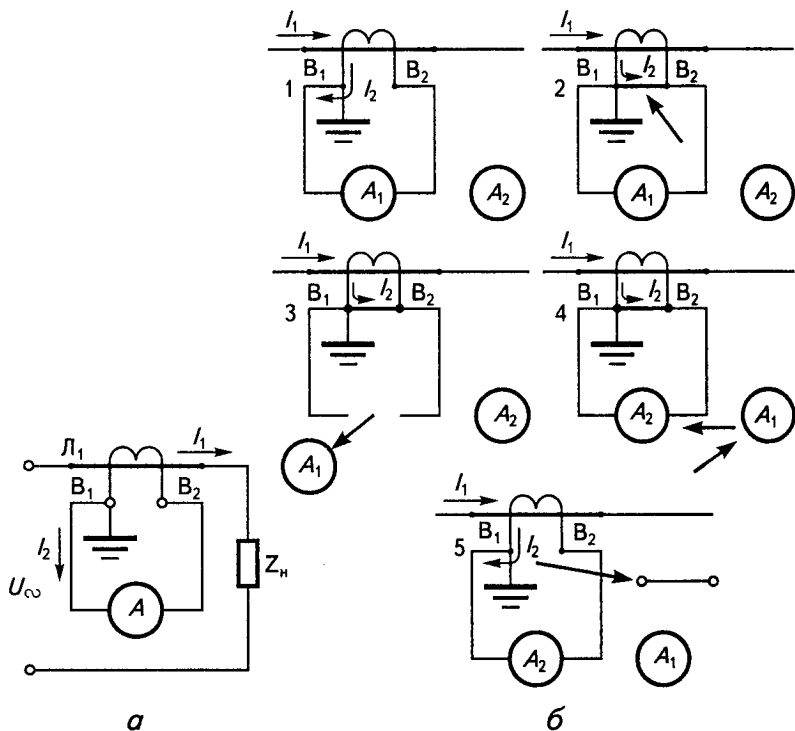 I₁ I₁
B₁ B₂ B₁ I₂ B₂
1 I₂ 2
A₁ A₂ A₁ A₂
I₁ I₁
B₁ I₂ B₂ B₁ I₂ B₂
3 4
A₂ A₂ A₁
A₁
Л₁ I₁
B₁ B₂
I₂
U~ A Zн
I₁
B₁ B₂
5 I₂
A₂ A₁
а б